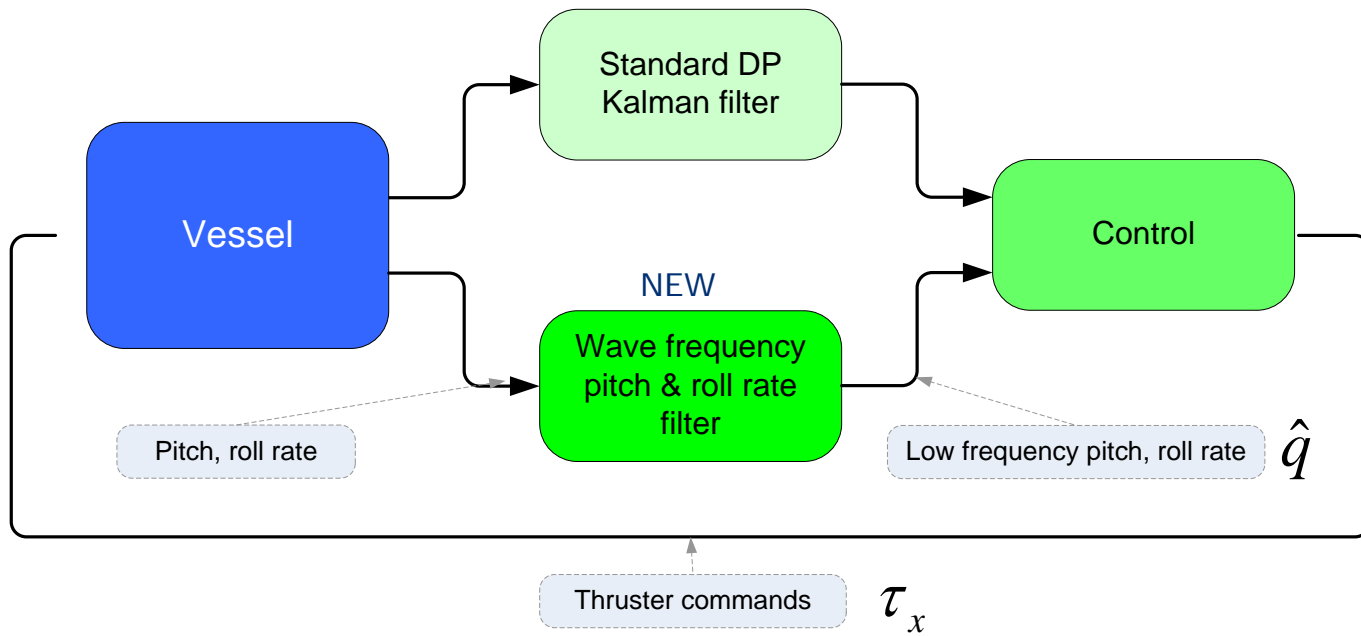 Standard DP
Kalman filter
Vessel
Control
NEW
Wave frequency
pitch & roll rate
filter
Pitch, roll rate
Low frequency pitch, roll rate q̂
Thruster commands τₓ